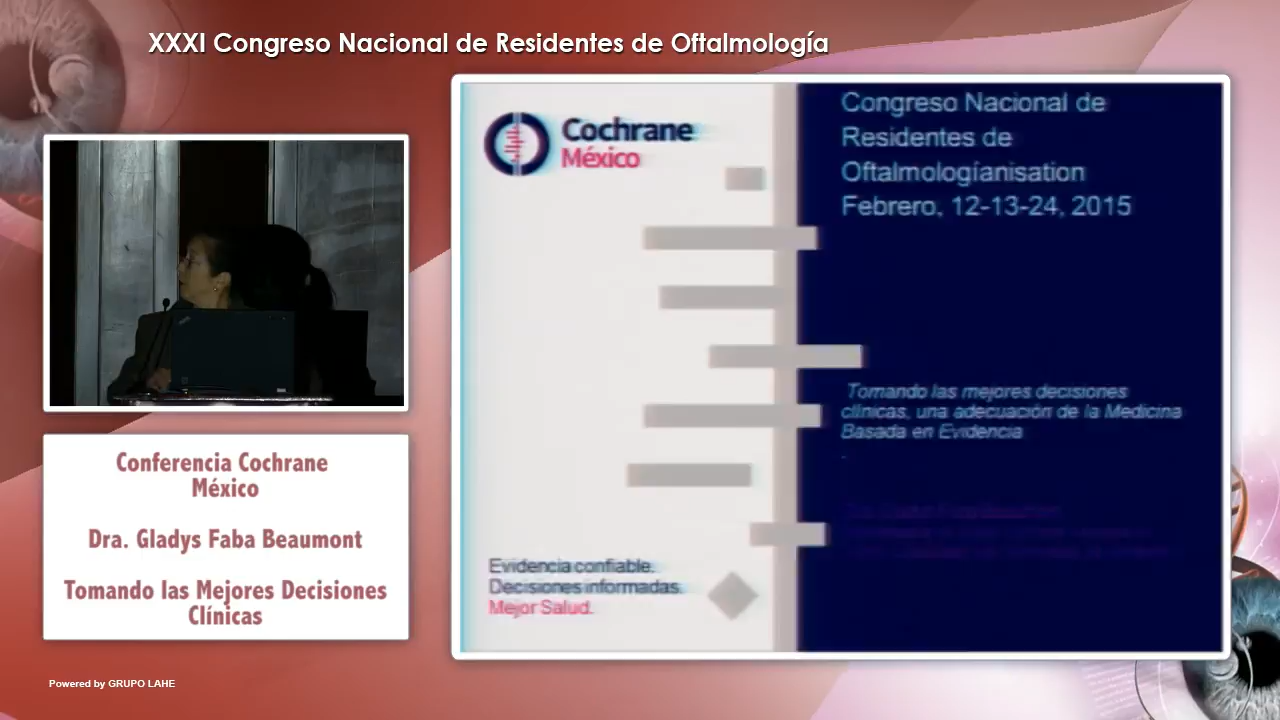 XXXI Congreso Nacional de Residentes de Oftalmología
Cochrane
México
Congreso Nacional de
Residentes de
Oftalmologíanisation
Febrero, 12-13-24, 2015
Tomando las mejores decisiones
clínicas, una adecuación de la Medicina
Basada en Evidencia
Evidencia confiable.
Decisiones informadas.
Mejor Salud.
Conferencia Cochrane
México
Dra. Gladys Faba Beaumont
Tomando las Mejores Decisiones
Clínicas
Powered by GRUPO LAHE